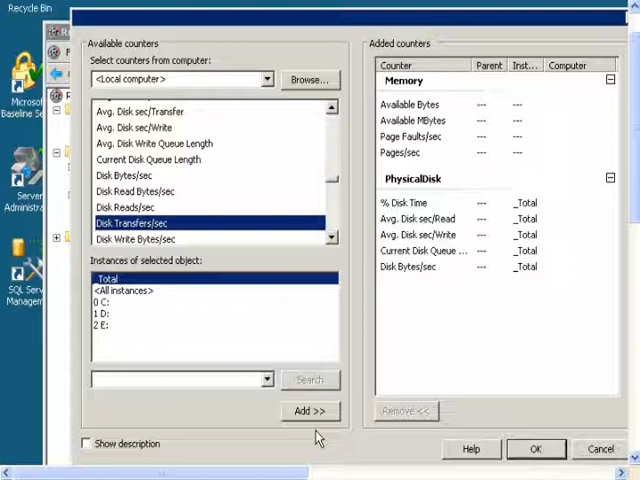 Recycle Bin
Available counters
Select counters from computer:
<Local computer>
Browse...
Avg. Disk sec/Transfer
Avg. Disk sec/Write
Avg. Disk Write Queue Length
Current Disk Queue Length
Disk Bytes/sec
Disk Read Bytes/sec
Disk Reads/sec
Disk Transfers/sec
Disk Write Bytes/sec
Instances of selected object:
_Total
<All instances>
0 C:
1 D:
2 E:
Search
Add >>
Show description
Added counters
Counter Parent Inst... Computer
Memory
Available Bytes --- ---
Available MBytes --- ---
Page Faults/sec --- ---
Pages/sec --- ---
PhysicalDisk
% Disk Time --- _Total
Avg. Disk sec/Read --- _Total
Avg. Disk sec/Write --- _Total
Current Disk Queue ... --- _Total
Disk Bytes/sec --- _Total
Remove <<
Help
OK
Cancel
Microso
Baseline Se
Server
Administra
SQL Serv
Managem